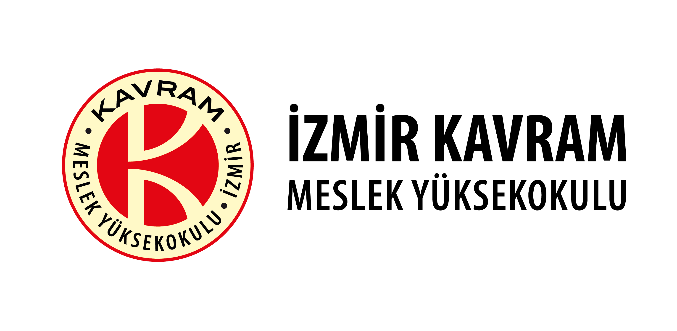 KAVRAM
MESLEK YÜKSEKOKULU • İZMİR
İZMİR KAVRAM
MESLEK YÜKSEKOKULU